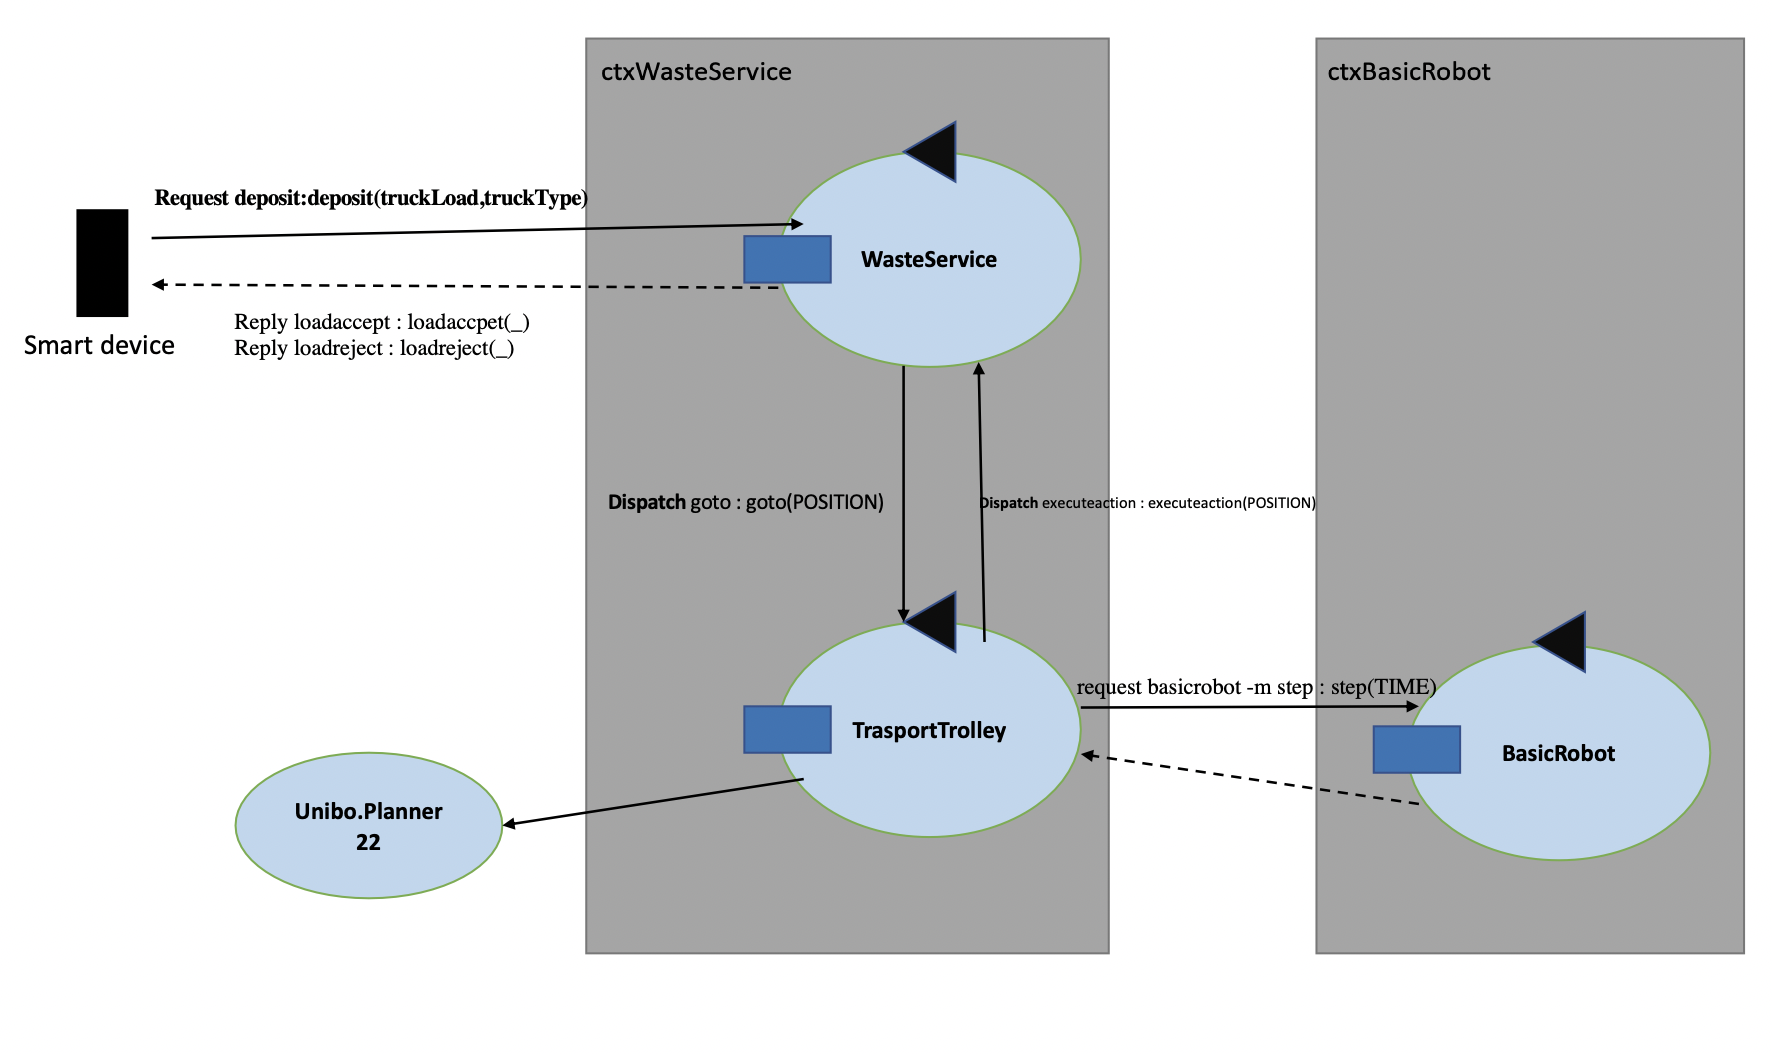 ctxWasteService
ctxBasicRobot
Request deposit:deposit(truckLoad,truckType)
WasteService
Smart device
Reply loadaccept : loadaccpet(_)
Reply loadreject : loadreject(_)
Dispatch goto : goto(POSITION)
Dispatch executeaction : executeaction(POSITION)
request basicrobot -m step : step(TIME)
TrasportTrolley
BasicRobot
Unibo.Planner
22